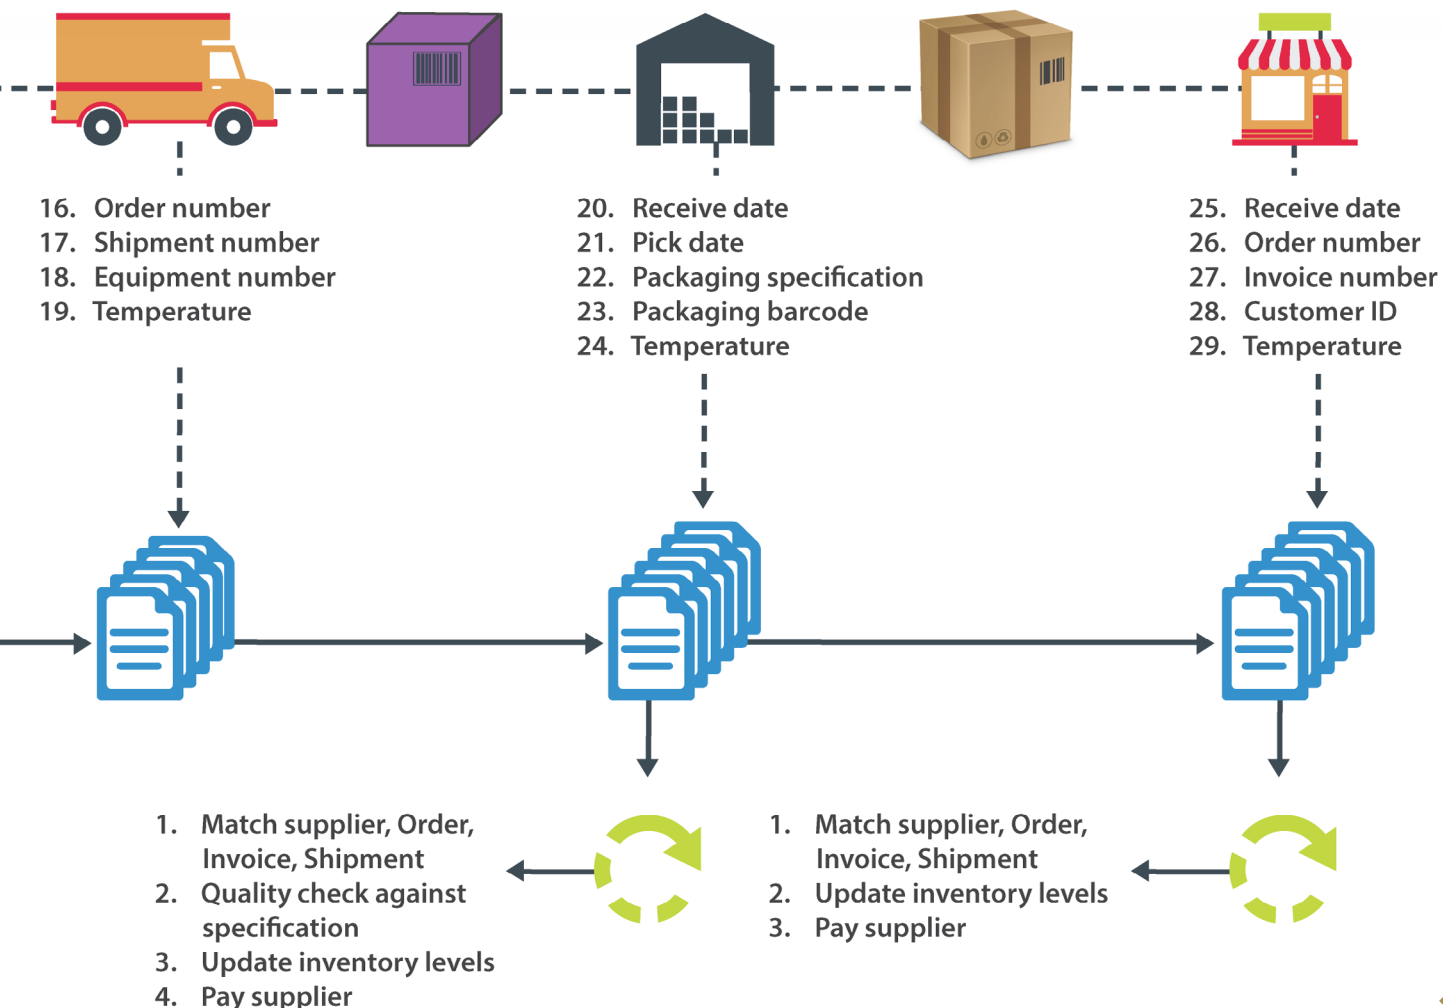 16. Order number
17. Shipment number
18. Equipment number
19. Temperature
20. Receive date
21. Pick date
22. Packaging specification
23. Packaging barcode
24. Temperature
25. Receive date
26. Order number
27. Invoice number
28. Customer ID
29. Temperature
1. Match supplier, Order,
Invoice, Shipment
2. Quality check against
specification
3. Update inventory levels
4. Pay supplier
1. Match supplier, Order,
Invoice, Shipment
2. Update inventory levels
3. Pay supplier